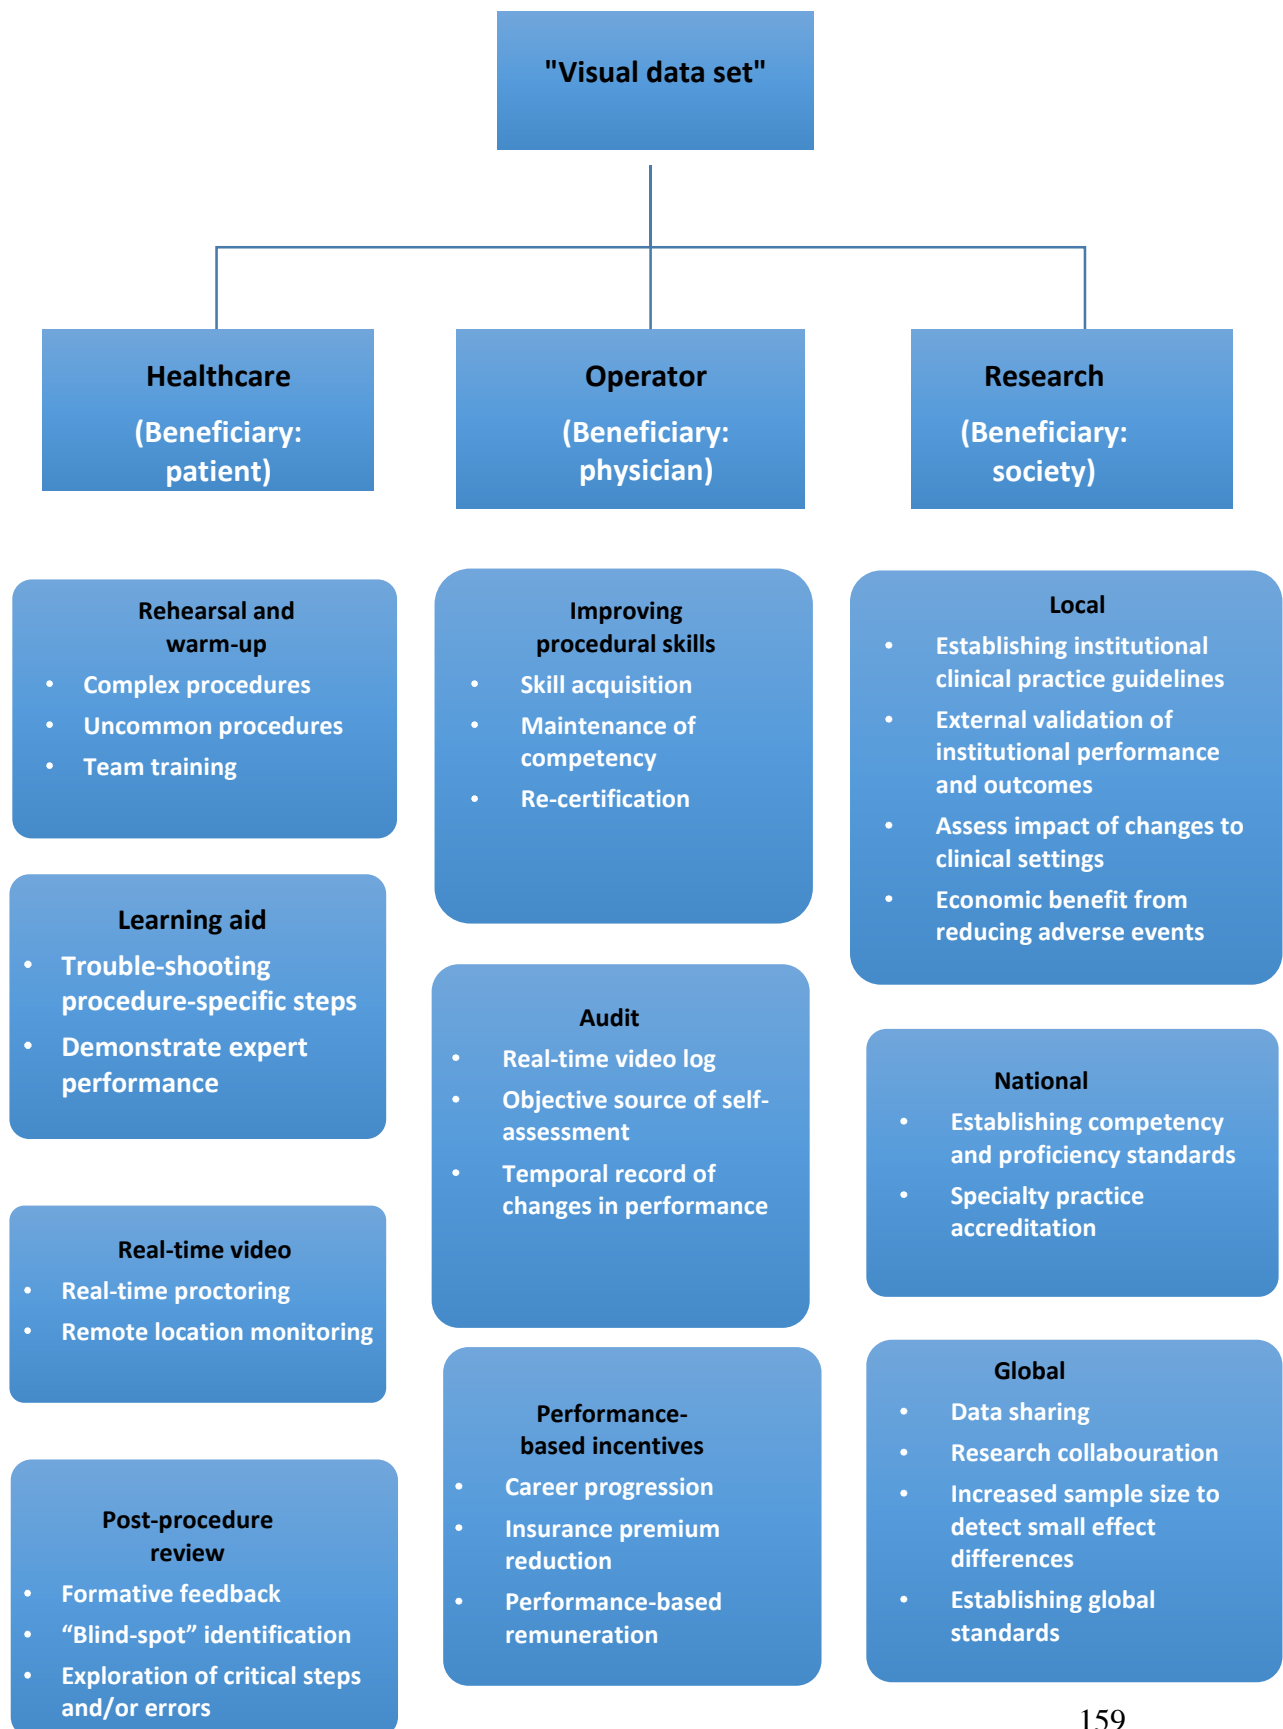 "Visual data set"
Healthcare
(Beneficiary:
patient)
Operator
(Beneficiary:
physician)
Research
(Beneficiary:
society)
Rehearsal and
warm-up
• Complex procedures
• Uncommon procedures
• Team training
Learning aid
• Trouble-shooting
procedure-specific steps
• Demonstrate expert
performance
Real-time video
• Real-time proctoring
• Remote location monitoring
Post-procedure
review
• Formative feedback
• “Blind-spot” identification
• Exploration of critical steps
and/or errors
Improving
procedural skills
• Skill acquisition
• Maintenance of
competency
• Re-certification
Audit
• Real-time video log
• Objective source of self-
assessment
• Temporal record of
changes in performance
Performance-
based incentives
• Career progression
• Insurance premium
reduction
• Performance-based
remuneration
Local
• Establishing institutional
clinical practice guidelines
• External validation of
institutional performance
and outcomes
• Assess impact of changes to
clinical settings
• Economic benefit from
reducing adverse events
National
• Establishing competency
and proficiency standards
• Specialty practice
accreditation
Global
• Data sharing
• Research collabouration
• Increased sample size to
detect small effect
differences
• Establishing global
standards
159